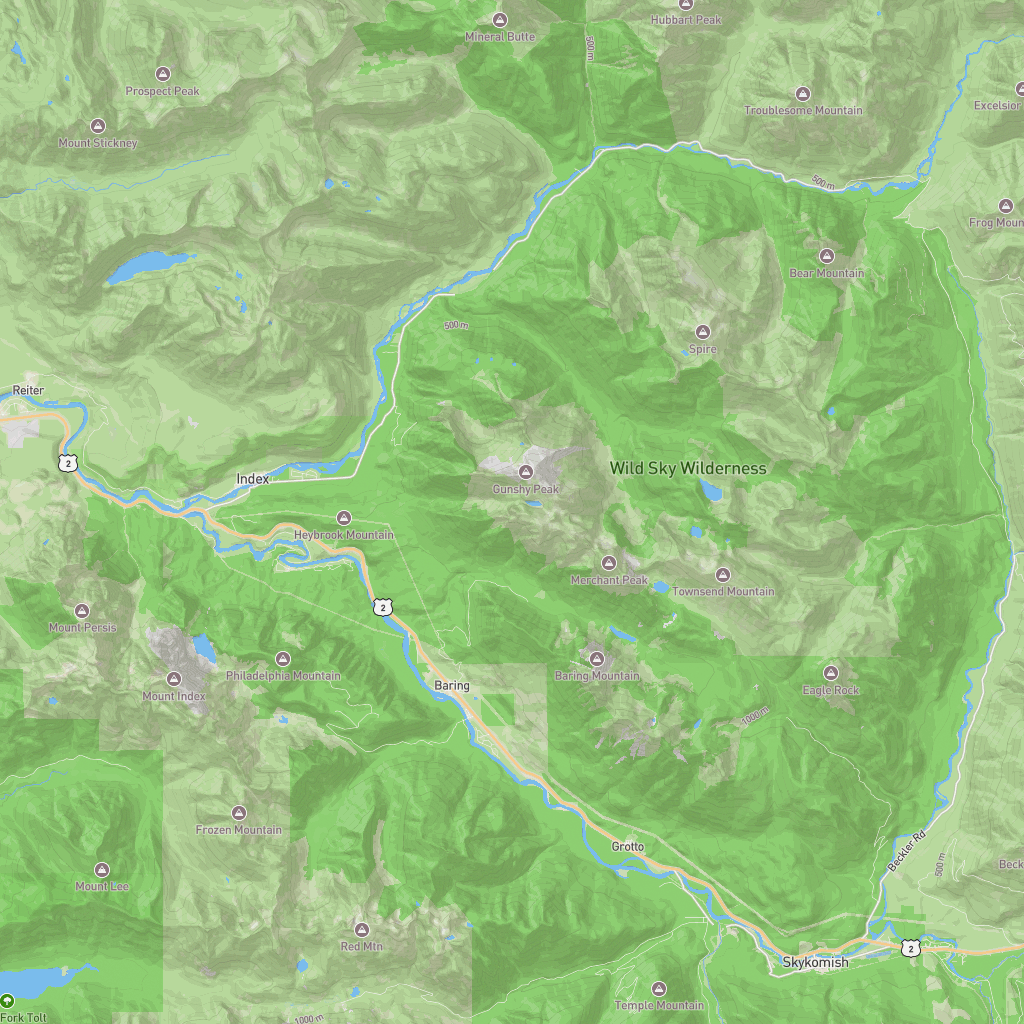 Hubbart Peak
Mineral Butte
500 m
Prospect Peak
Troublesome Mountain
Excelsior
Mount Stickney
500 m
Frog Moun
Bear Mountain
500 m
Spire
Reiter
2
Index
Wild Sky Wilderness
Gunshy Peak
Heybrook Mountain
Merchant Peak
Townsend Mountain
2
Mount Persis
Philadelphia Mountain
Baring Mountain
Mount Index
Baring
Eagle Rock
1000 m
Frozen Mountain
Grotto
Beckler Rd
500 m
Beck
Mount Lee
Red Mtn
2
Skykomish
Temple Mountain
Fork Tolt
1000 m